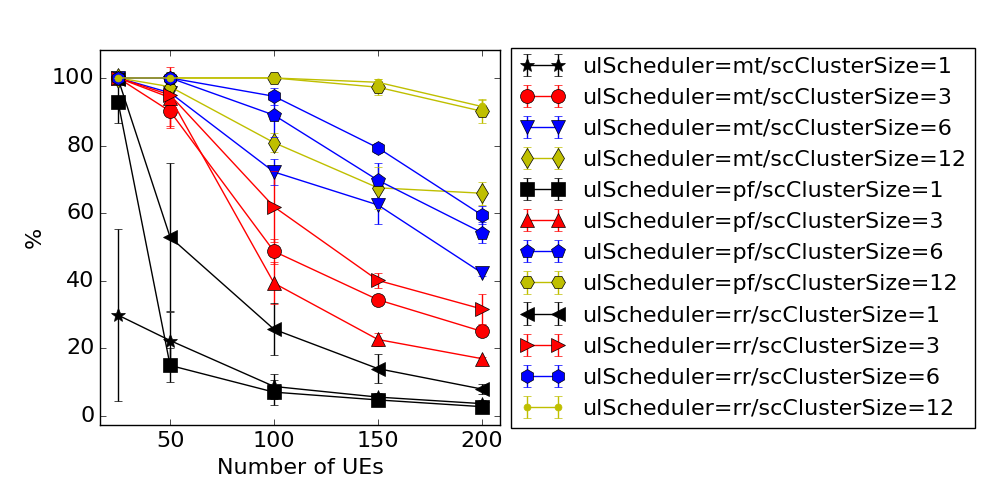 100
80
60
40
20
0
%
50 100 150 200
Number of UEs
ulScheduler=mt/scClusterSize=1
ulScheduler=mt/scClusterSize=3
ulScheduler=mt/scClusterSize=6
ulScheduler=mt/scClusterSize=12
ulScheduler=pf/scClusterSize=1
ulScheduler=pf/scClusterSize=3
ulScheduler=pf/scClusterSize=6
ulScheduler=pf/scClusterSize=12
ulScheduler=rr/scClusterSize=1
ulScheduler=rr/scClusterSize=3
ulScheduler=rr/scClusterSize=6
ulScheduler=rr/scClusterSize=12